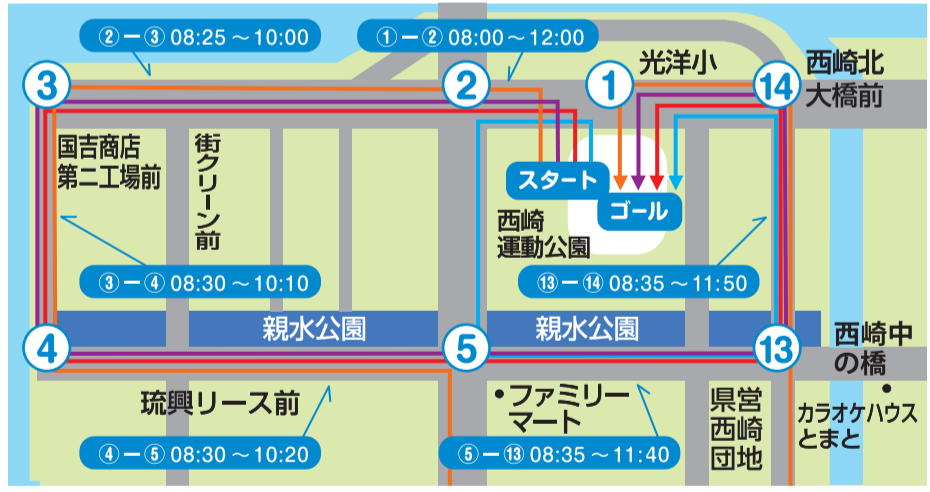 ②ー③ 08:25～10:00
①ー② 08:00～12:00
光洋小
西崎北
大橋前
3
2
1
14
国吉商店
第二工場前
街クリーン前
スタート
ゴール
西崎
運動公園
③ー④ 08:30～10:10
⑬ー⑭ 08:35～11:50
親水公園
親水公園
4
5
13
西崎中
の橋
琉興リース前
ファミリー
マート
県営
西崎
団地
カラオケハウス
とまと
④ー⑤ 08:30～10:20
⑤ー⑬ 08:35～11:40